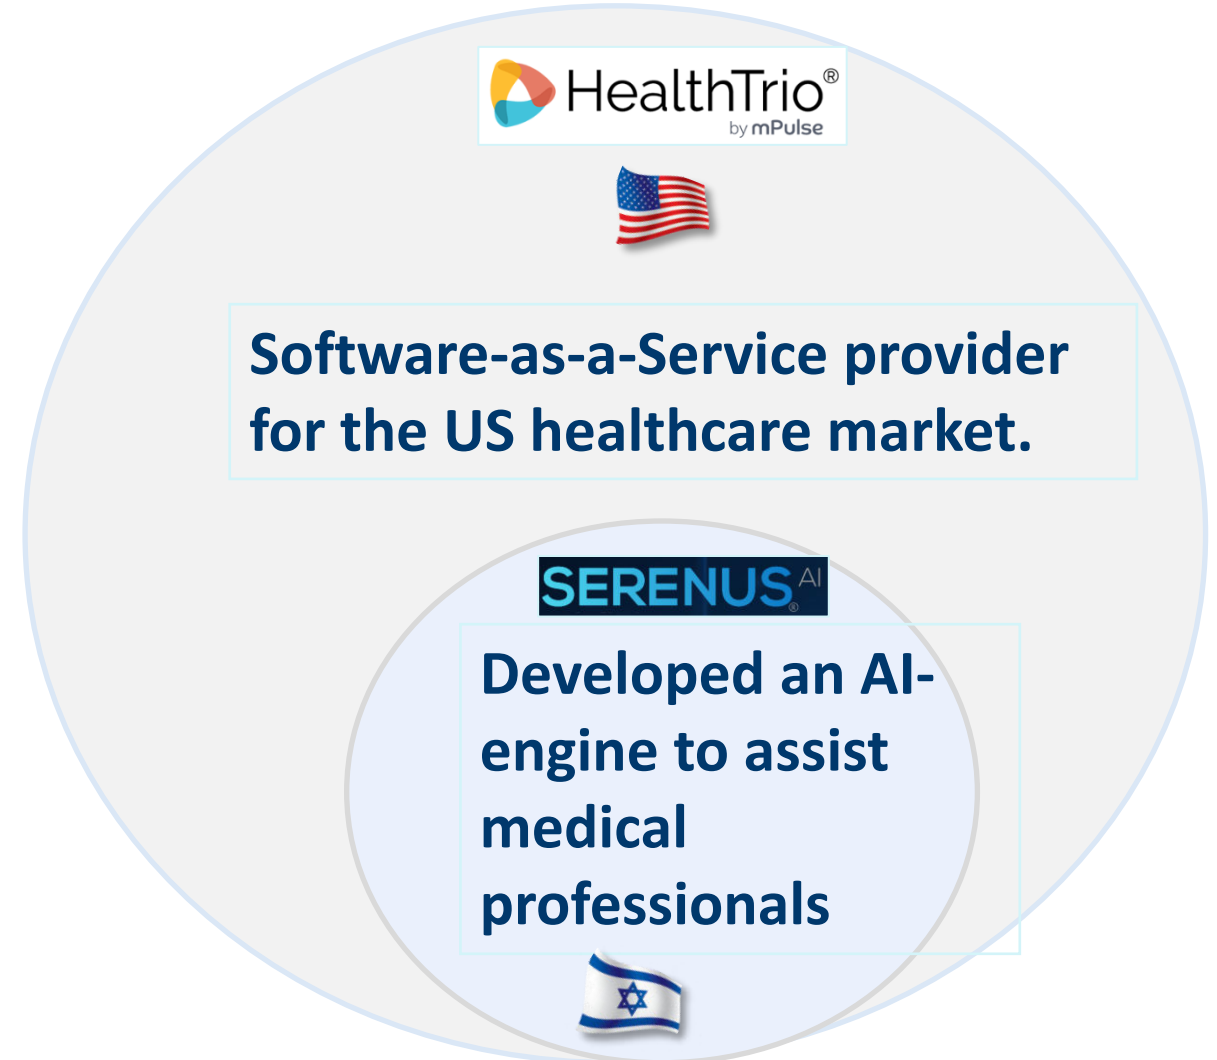 HealthTrio®
by mPulse
Software-as-a-Service provider
for the US healthcare market.
SERENUS® AI
Developed an AI-
engine to assist
medical
professionals